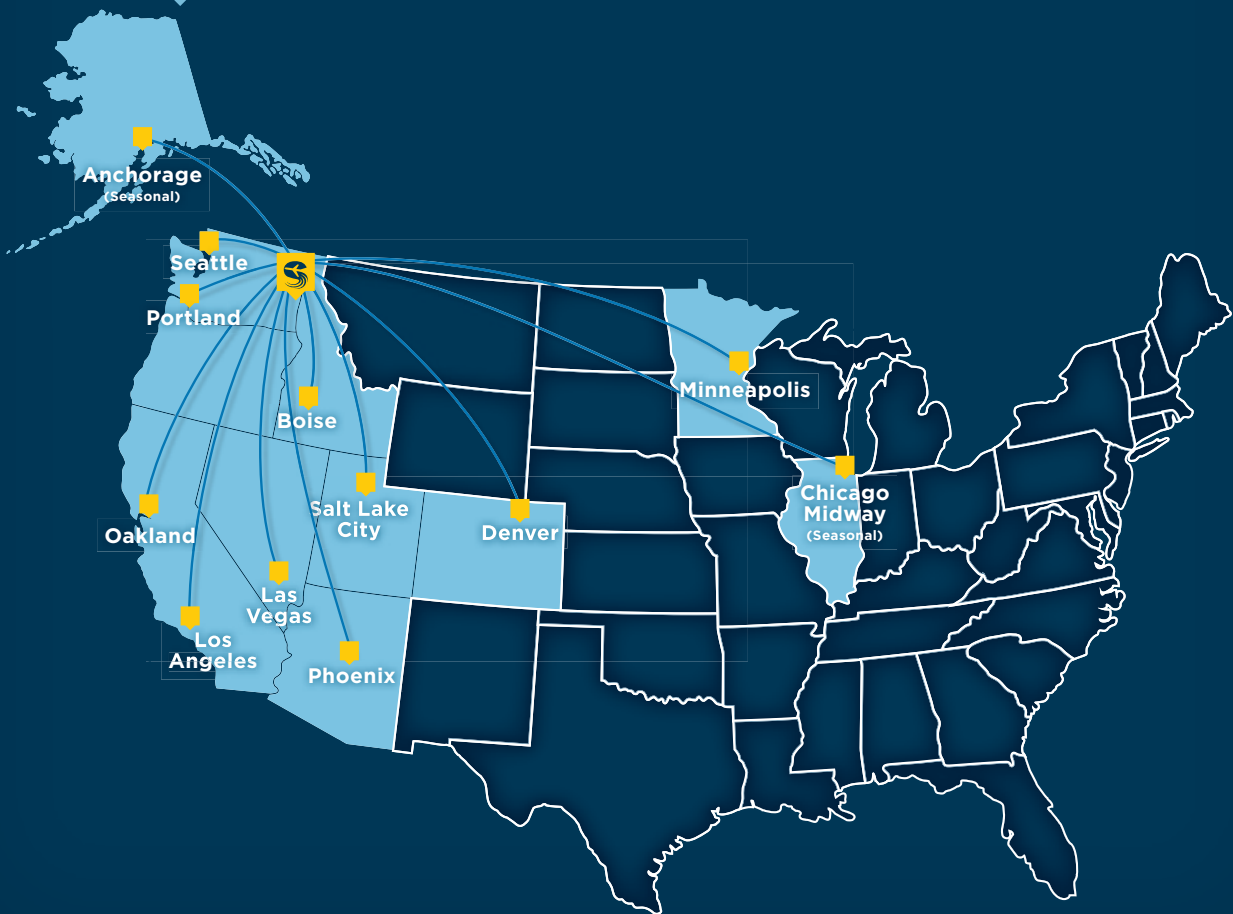 Anchorage
(Seasonal)
Seattle
Portland
Boise
Minneapolis
Chicago
Midway
(Seasonal)
Salt Lake
City
Denver
Oakland
Las
Vegas
Los
Angeles
Phoenix